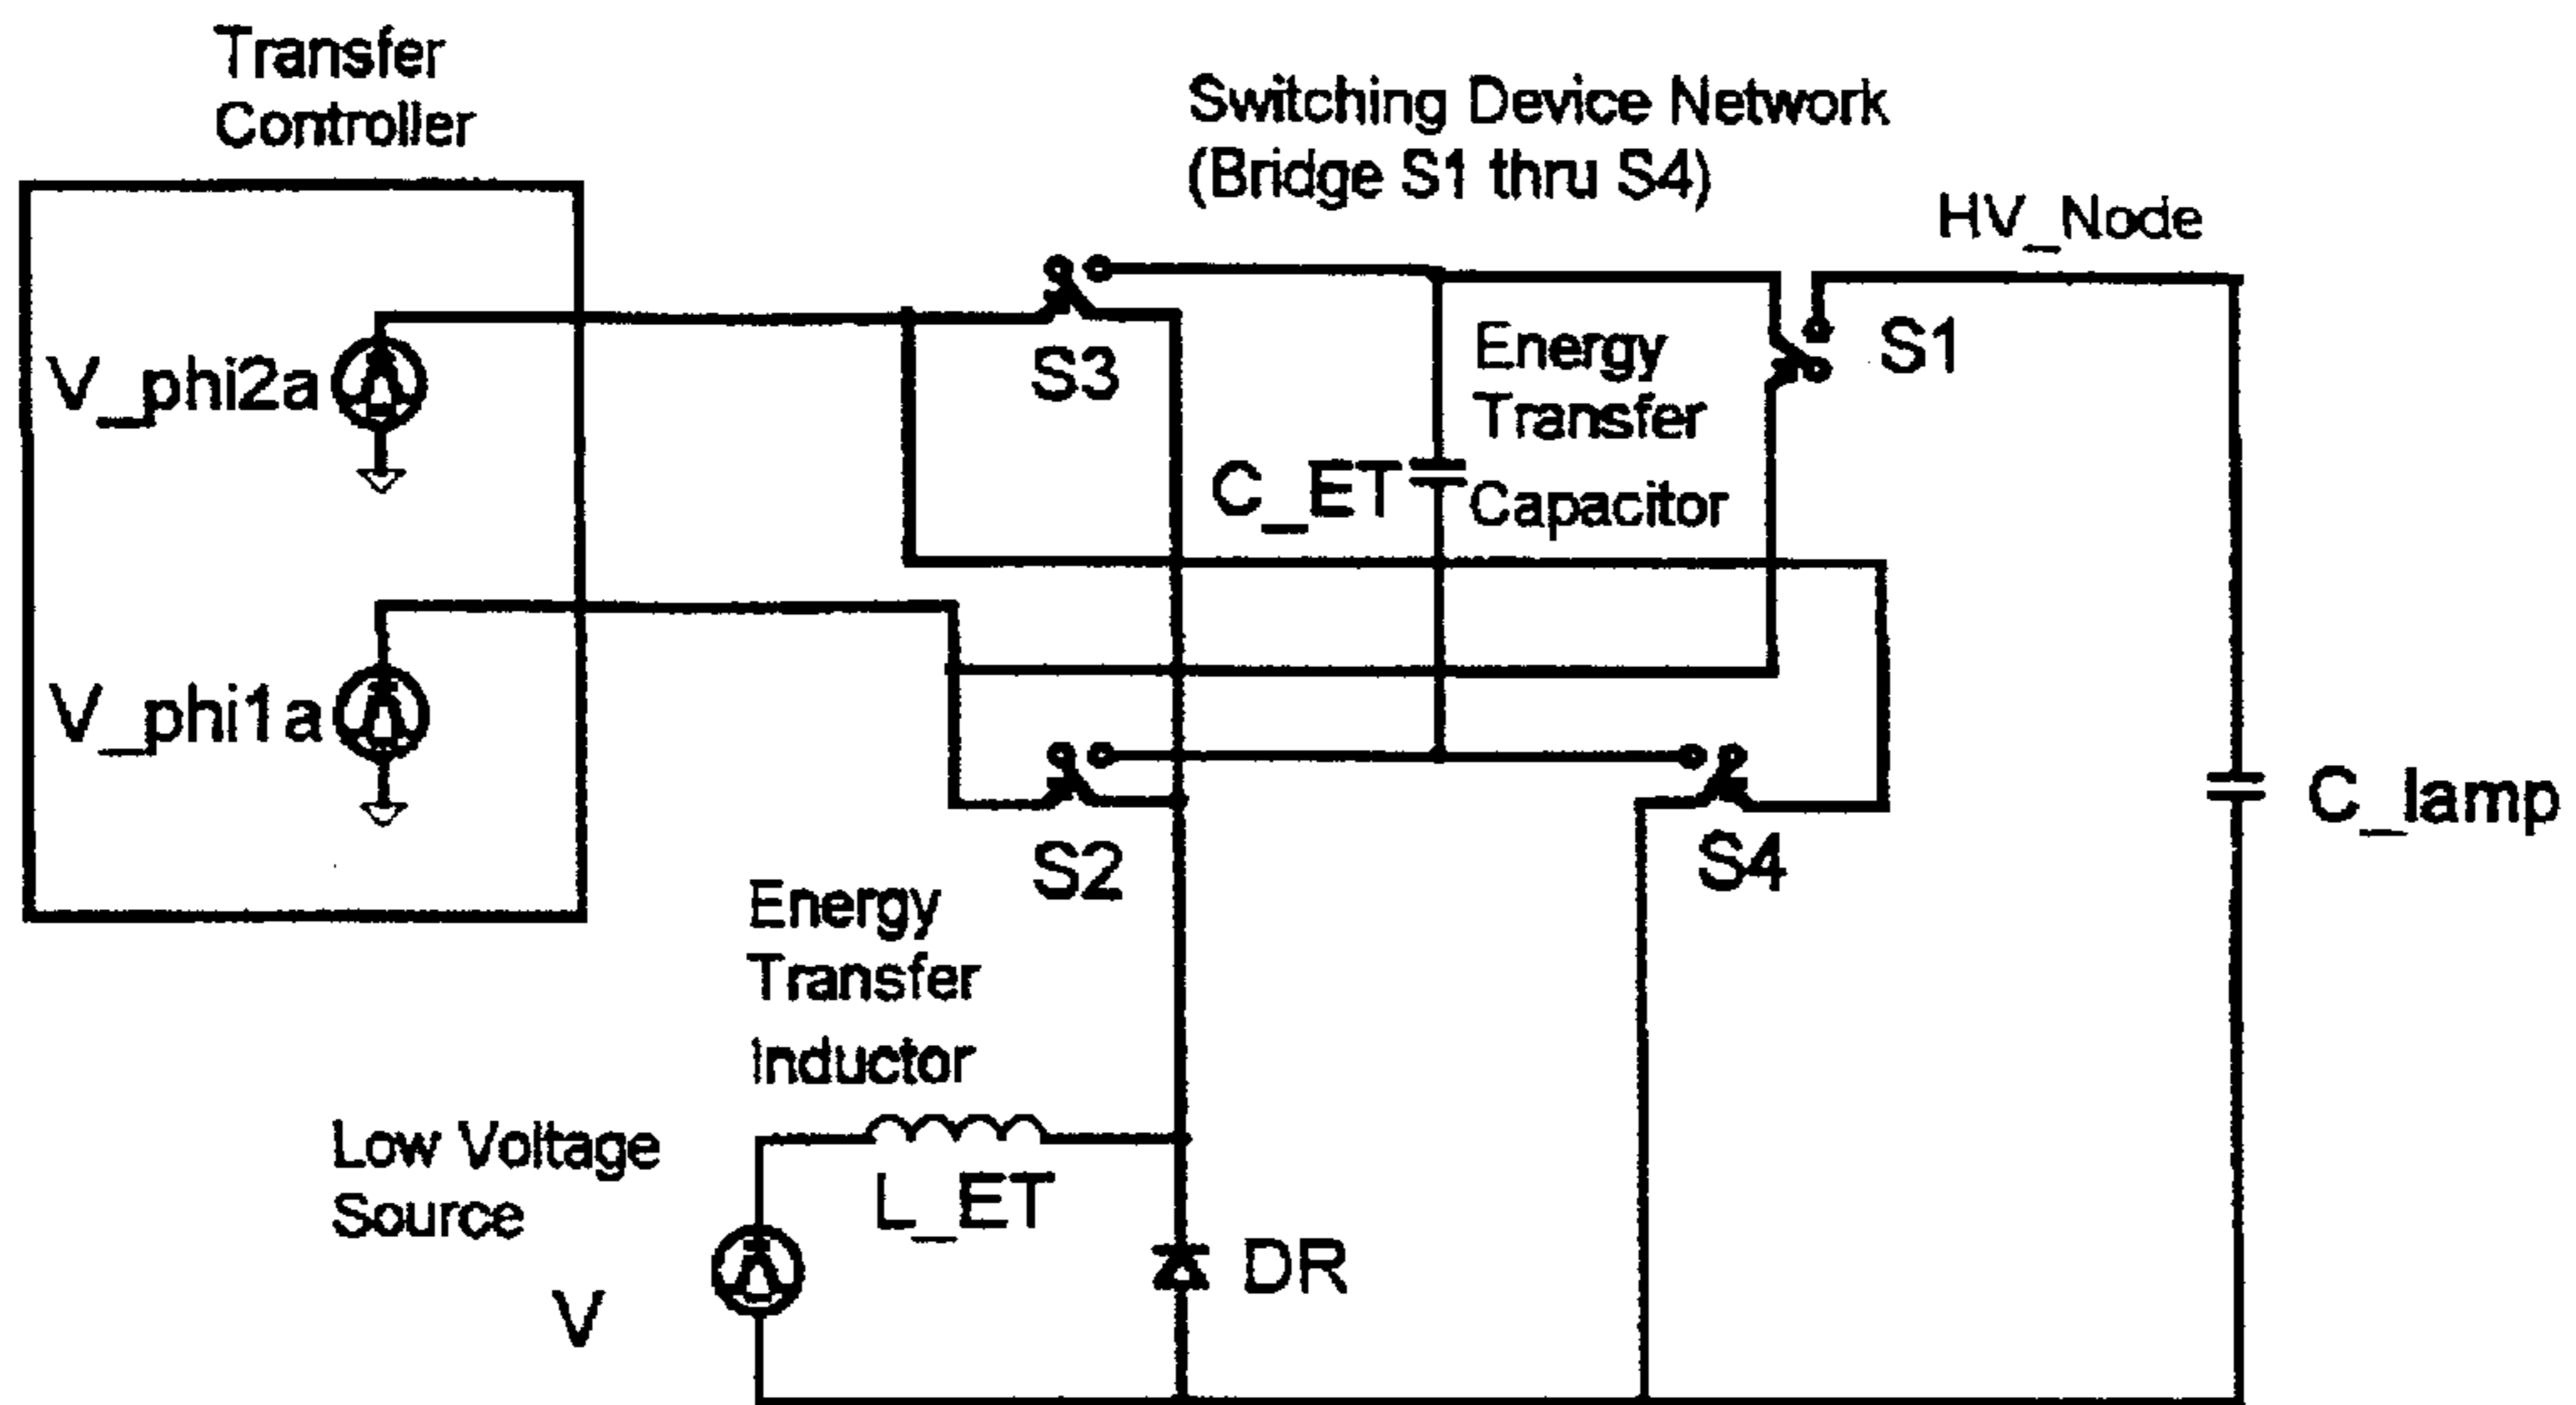 Transfer
Controller
Switching Device Network
(Bridge S1 thru S4)
HV_Node
V_phi2a
S3
Energy
Transfer
Capacitor
C_ET
S1
V_phi1a
S2
S4
C_lamp
Energy
Transfer
Inductor
L_ET
Low Voltage
Source
V
DR